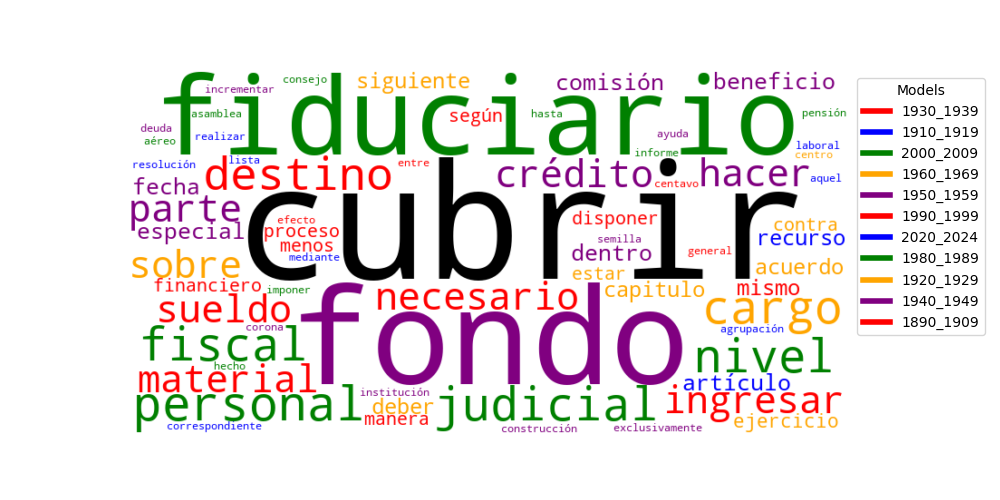 consejo
siguiente
comisión
beneficio
incrementar
fiduciario
asamblea
según
hasta
pensión
deuda
aéreo
realizar
ayuda
laboral
resolución
lista
entre
informe
centro
destino
crédito
centavo
hacer
aquel
fecha
cubrir
parte
especial
efecto
proceso
menos
mediante
disponer
semilla
dentro
general
contra
recurso
sobre
estar
acuerdo
financiero
imponer
necesario
capitulo
mismo
sueldo
fondo
cargo
corona
agrupación
fiscal
hecho
nivel
material
institución
artículo
personal
deber
manera
judicial
ingresar
ejercicio
correspondiente
construcción
exclusivamente
Models
1930_1939
1910_1919
2000_2009
1960_1969
1950_1959
1990_1999
2020_2024
1980_1989
1920_1929
1940_1949
1890_1909